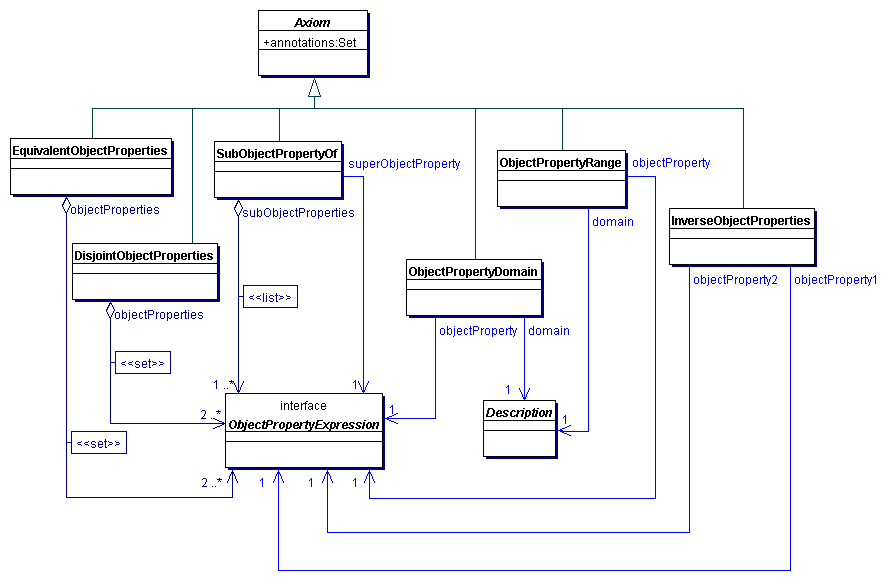 Axiom
+annotations:Set
EquivalentObjectProperties
SubObjectPropertyOf
superObjectProperty
ObjectPropertyRange
objectProperty
objectProperties
subObjectProperties
domain
InverseObjectProperties
DisjointObjectProperties
ObjectPropertyDomain
objectProperty2
objectProperty1
<<list>>
objectProperties
objectProperty
domain
<<set>>
1 ..*
1
1
1
2 ..*
interface
ObjectPropertyExpression
Description
1
<<set>>
2 ..*
1
1
1